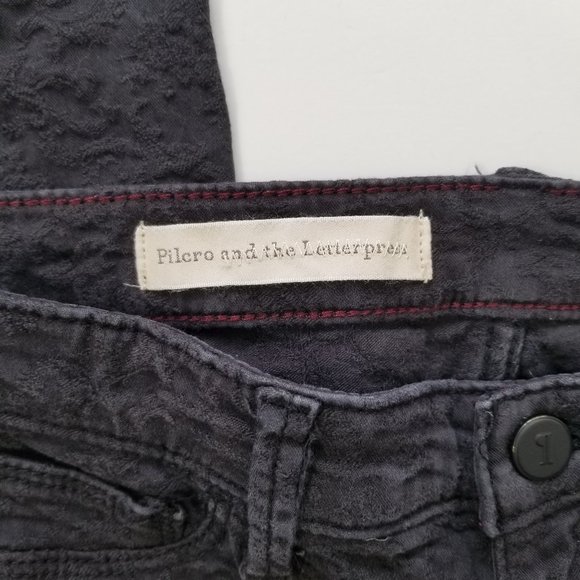 Pilcro and the Letterpress